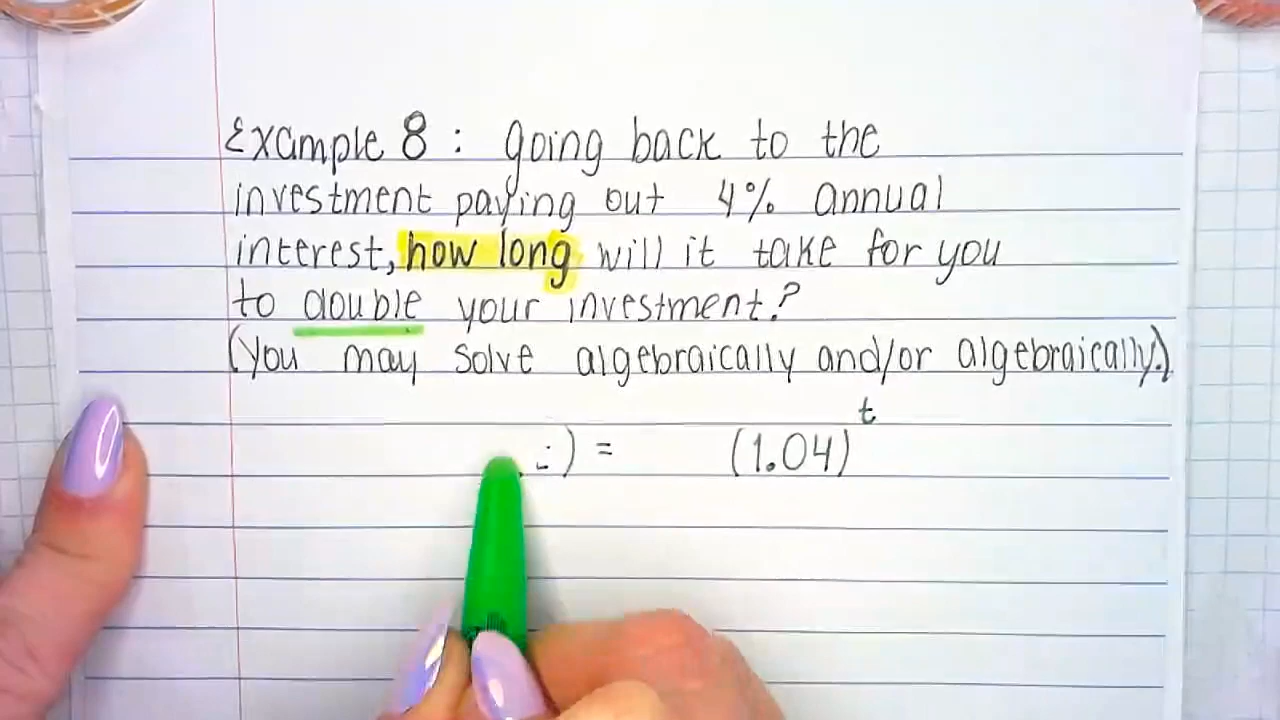 Example 8 : going back to the
investment paying out 4% annual
interest, how long will it take for you
to double your investment?
(you may solve algebraically and/or algebraically.)
t
) = (1.04)